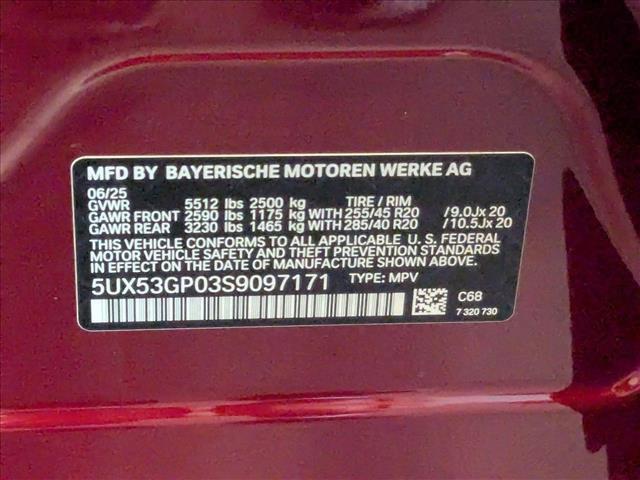 MFD BY BAYERISCHE MOTOREN WERKE AG
06/25
GVWR 5512 lbs 2500 kg TIRE / RIM
GAWR FRONT 2590 lbs 1175 kg WITH 255/45 R20 /9.0Jx 20
GAWR REAR 3230 lbs 1465 kg WITH 285/40 R20 /10.5Jx 20
THIS VEHICLE CONFORMS TO ALL APPLICABLE U. S. FEDERAL
MOTOR VEHICLE SAFETY AND THEFT PREVENTION STANDARDS
IN EFFECT ON THE DATE OF MANUFACTURE SHOWN ABOVE.
5UX53GP03S9097171 TYPE: MPV
C68
7 320 730